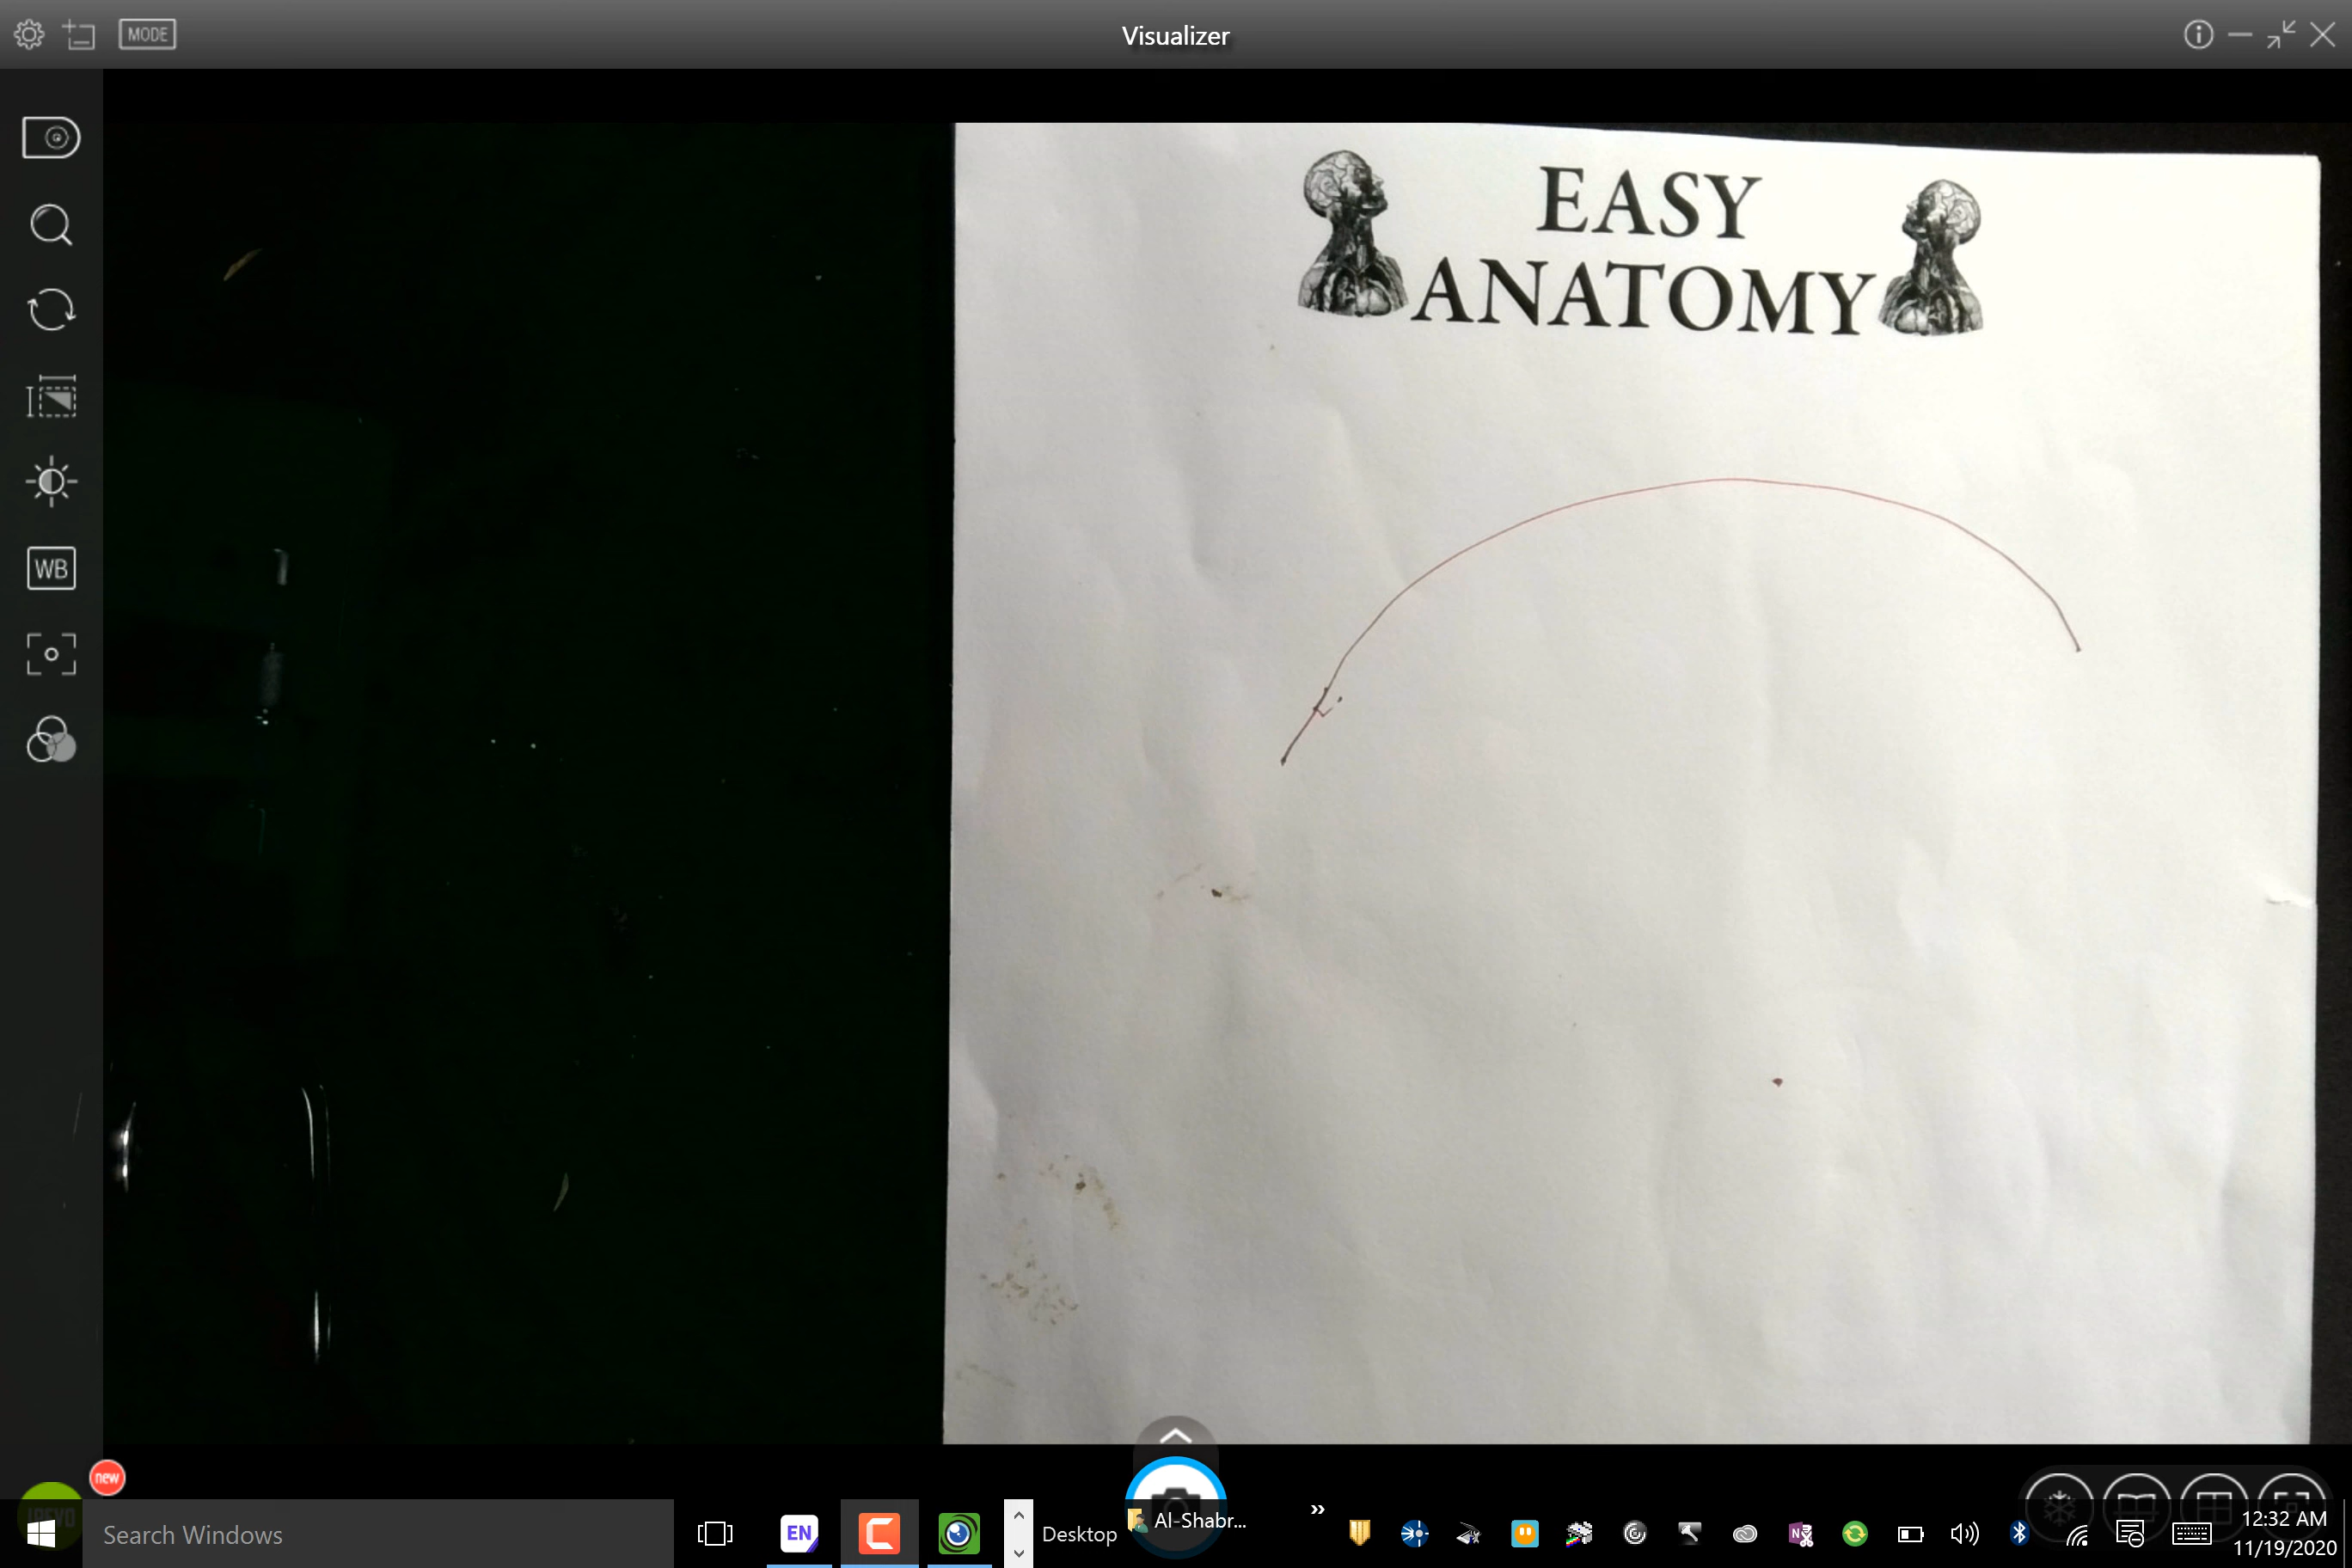 MODE
Visualizer
EASY
ANATOMY
WB
new
Search Windows
EN
Desktop
Al-Shabr...
12:32 AM
11/19/2020